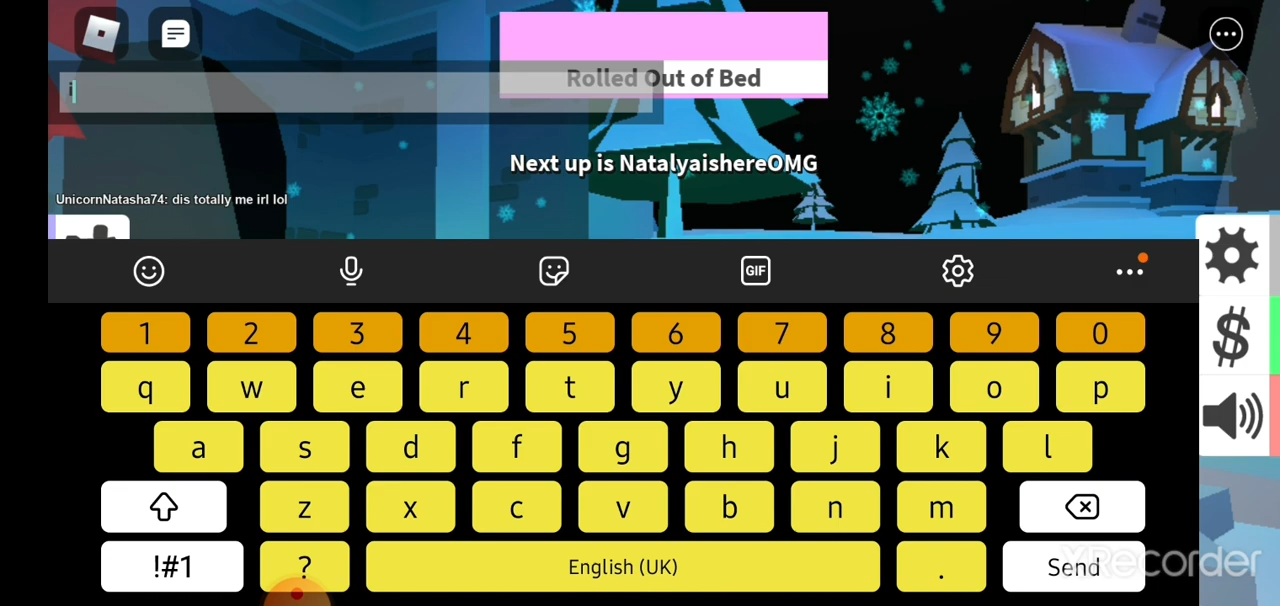 i
Rolled Out of Bed
Next up is NatalyaishereOMG
UnicornNatasha74: dis totally me irl lol
GIF
1 2 3 4 5 6 7 8 9 0
q w e r t y u i o p
a s d f g h j k l
z x c v b n m
!#1 ? English (UK) . Send
XRecorder